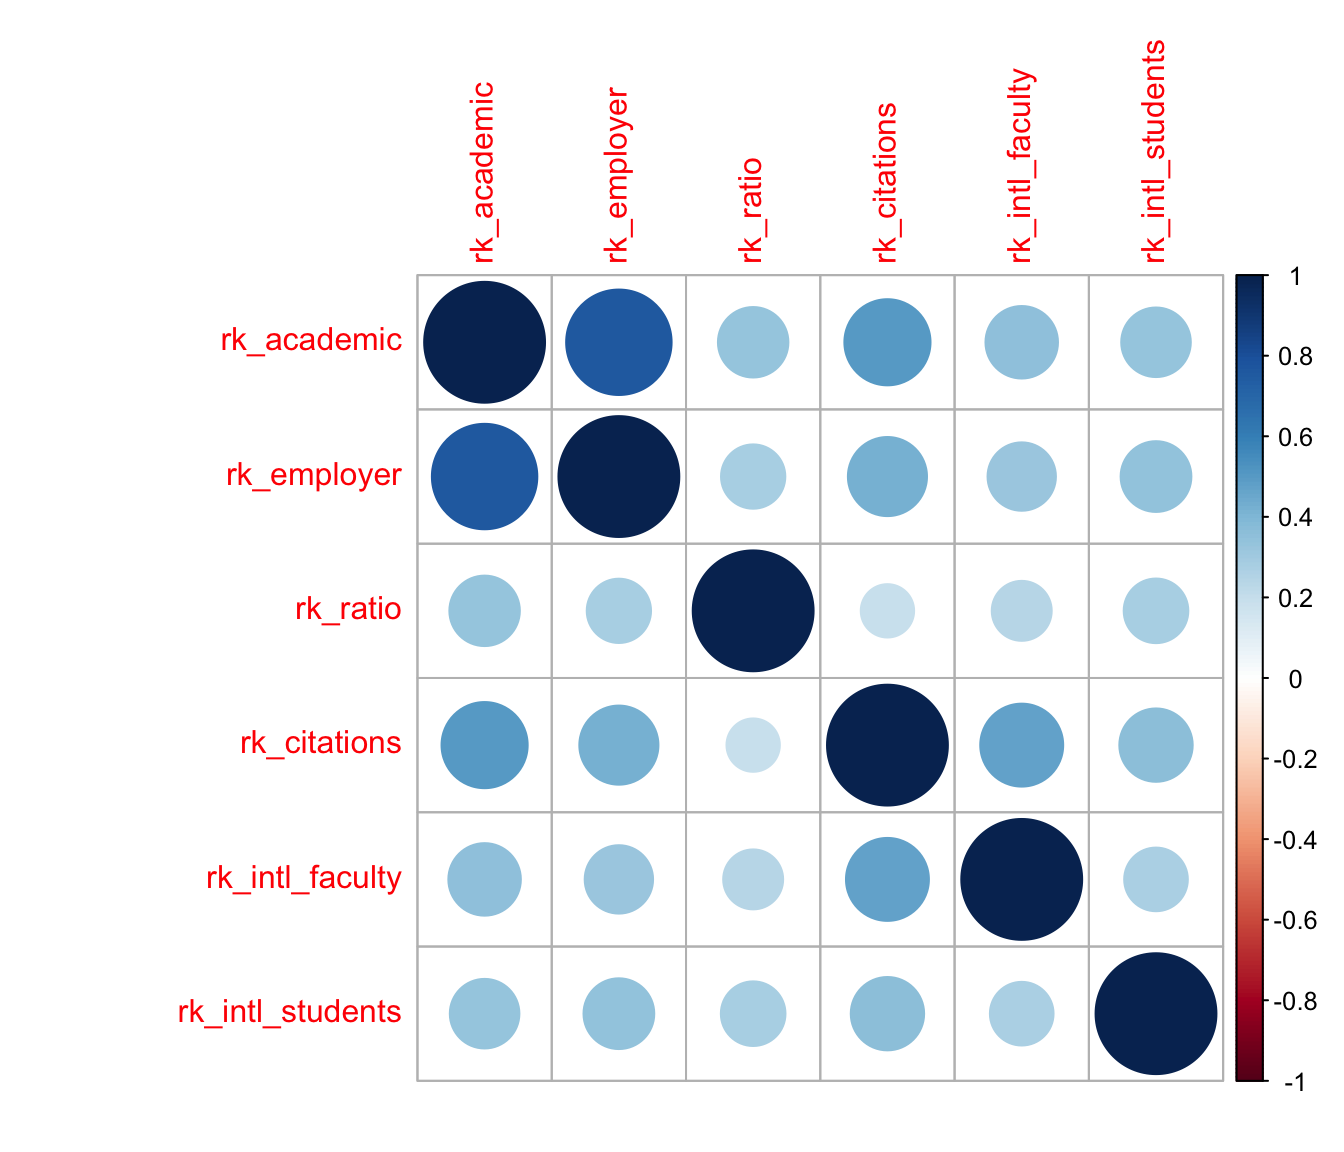 rk_academic
rk_employer
rk_ratio
rk_citations
rk_intl_faculty
rk_intl_students
rk_academic
rk_employer
rk_ratio
rk_citations
rk_intl_faculty
rk_intl_students
1
0.8
0.6
0.4
0.2
0
-0.2
-0.4
-0.6
-0.8
-1